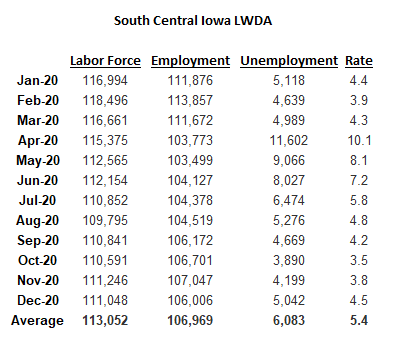 South Central Iowa LWDA
Labor Force Employment Unemployment Rate
Jan-20 116,994 111,876 5,118 4.4
Feb-20 118,496 113,857 4,639 3.9
Mar-20 116,661 111,672 4,989 4.3
Apr-20 115,375 103,773 11,602 10.1
May-20 112,565 103,499 9,066 8.1
Jun-20 112,154 104,127 8,027 7.2
Jul-20 110,852 104,378 6,474 5.8
Aug-20 109,795 104,519 5,276 4.8
Sep-20 110,841 106,172 4,669 4.2
Oct-20 110,591 106,701 3,890 3.5
Nov-20 111,246 107,047 4,199 3.8
Dec-20 111,048 106,006 5,042 4.5
Average 113,052 106,969 6,083 5.4